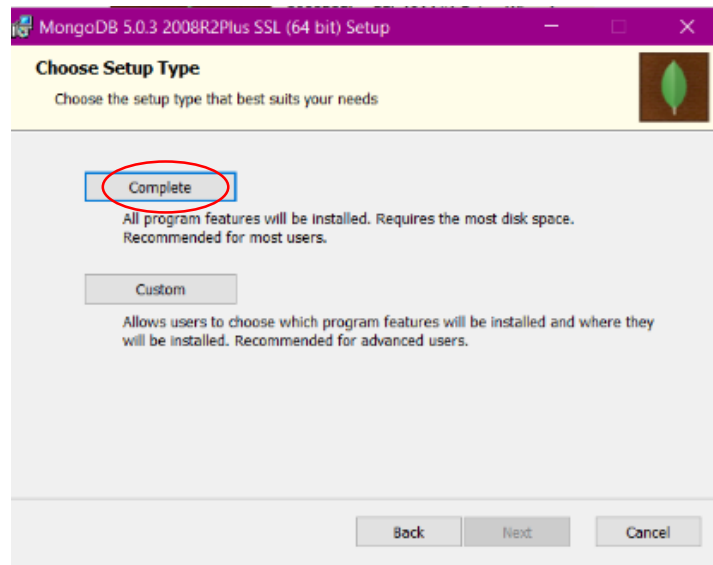 MongoDB 5.0.3 2008R2Plus SSL (64 bit) Setup
Choose Setup Type
Choose the setup type that best suits your needs
Complete
All program features will be installed. Requires the most disk space.
Recommended for most users.
Custom
Allows users to choose which program features will be installed and where they
will be installed. Recommended for advanced users.
Back
Next
Cancel